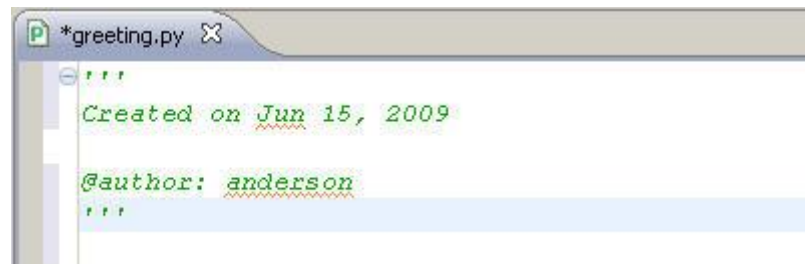 *greeting.py
'''
Created on Jun 15, 2009
@author: anderson
'''